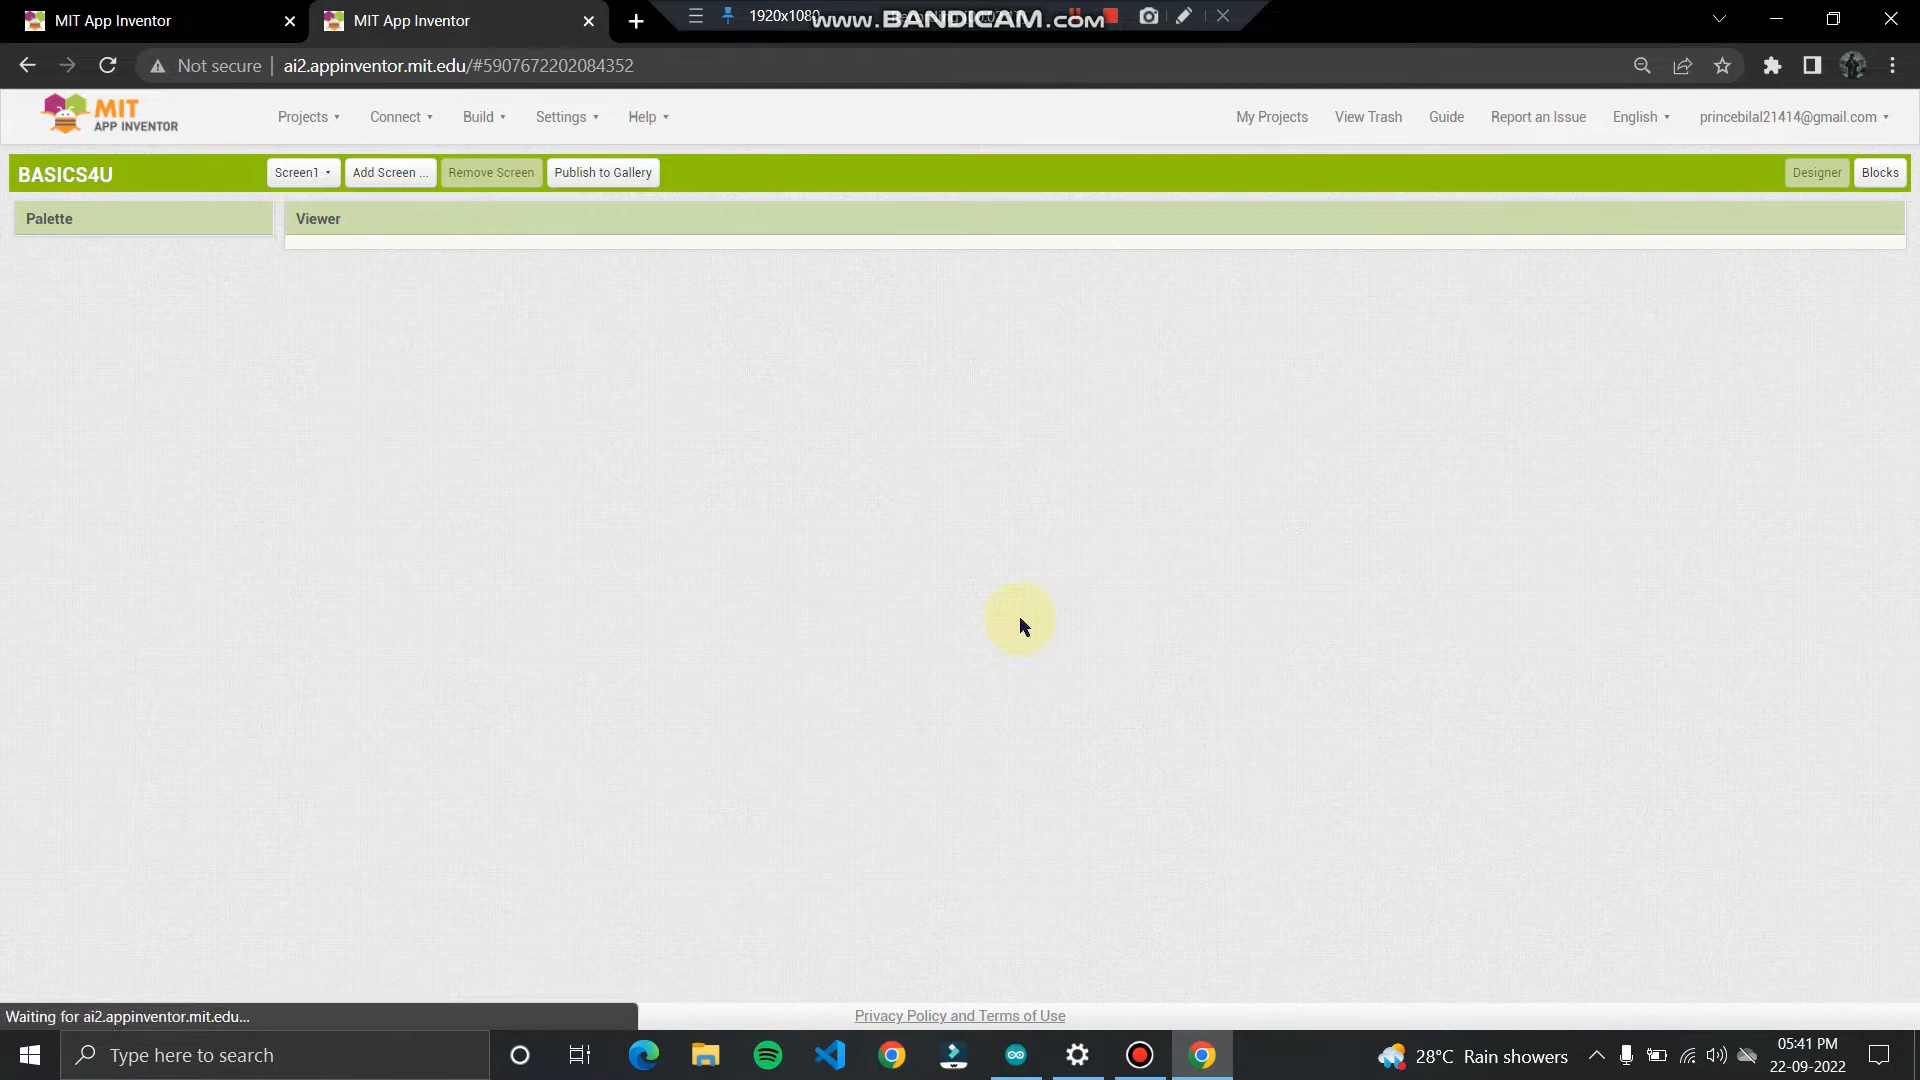 MIT App Inventor
MIT App Inventor
1920x1080
www.BANDICAM.com
Not secure
ai2.appinventor.mit.edu/#5907672202084352
MIT
APP INVENTOR
Projects
Connect
Build
Settings
Help
My Projects
View Trash
Guide
Report an Issue
English
princebilal21414@gmail.com
BASICS4U
Screen1
Add Screen ...
Remove Screen
Publish to Gallery
Designer
Blocks
Palette
Viewer
Waiting for ai2.appinventor.mit.edu...
Privacy Policy and Terms of Use
Type here to search
28°C Rain showers
05:41 PM
22-09-2022